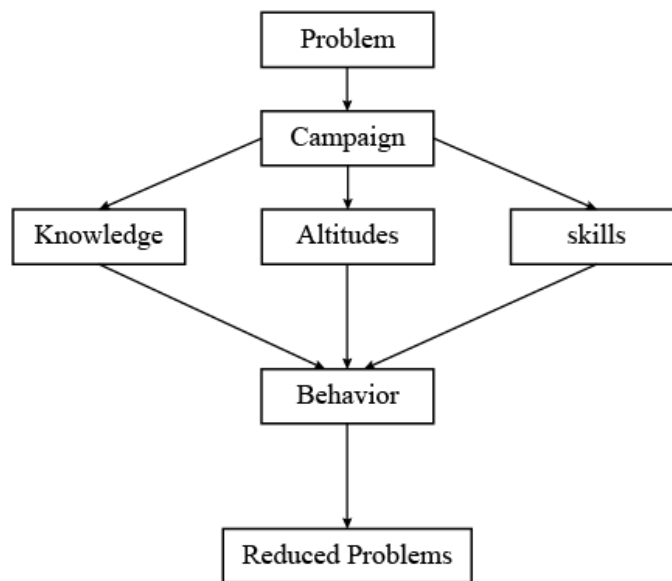 Problem
Campaign
Knowledge
Altitudes
skills
Behavior
Reduced Problems